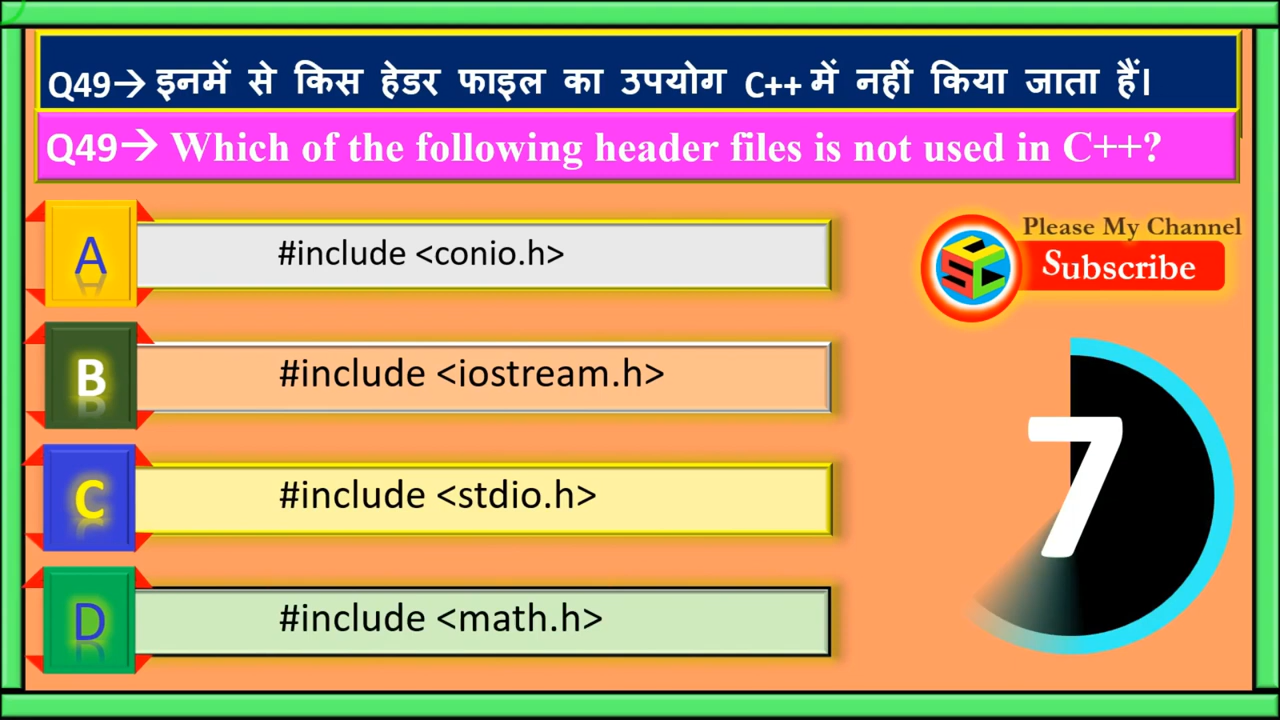 Q49→ इनमें से किस हेडर फाइल का उपयोग C++ में नहीं किया जाता हैं।
Q49→ Which of the following header files is not used in C++?
A #include <conio.h>
B #include <iostream.h>
C #include <stdio.h>
D #include <math.h>
Please My Channel
Subscribe
SCC
7